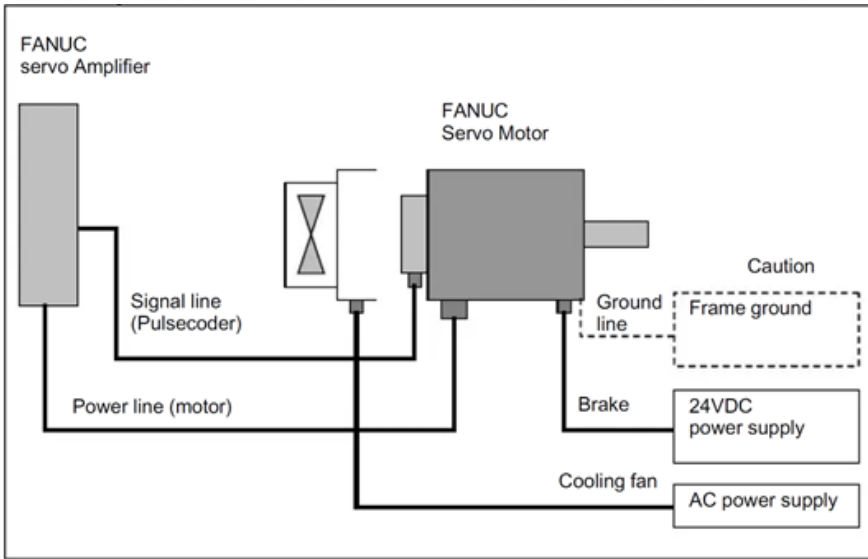 FANUC
servo Amplifier
FANUC
Servo Motor
Caution
Signal line
(Pulsecoder)
Ground
line
Frame ground
Power line (motor)
Brake
24VDC
power supply
Cooling fan
AC power supply